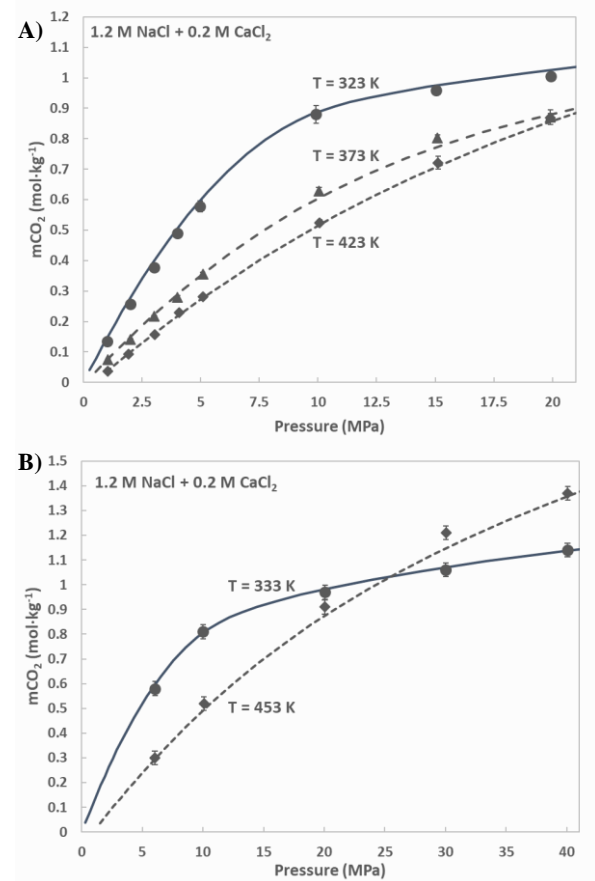 A)
1.2 M NaCl + 0.2 M CaCl₂
T = 323 K
T = 373 K
T = 423 K
mCO₂ (mol·kg⁻¹)
1.2
1.1
1
0.9
0.8
0.7
0.6
0.5
0.4
0.3
0.2
0.1
0
0 2.5 5 7.5 10 12.5 15 17.5 20
Pressure (MPa)
B)
1.2 M NaCl + 0.2 M CaCl₂
T = 333 K
T = 453 K
mCO₂ (mol·kg⁻¹)
1.5
1.4
1.3
1.2
1.1
1
0.9
0.8
0.7
0.6
0.5
0.4
0.3
0.2
0.1
0
0 5 10 15 20 25 30 35 40
Pressure (MPa)